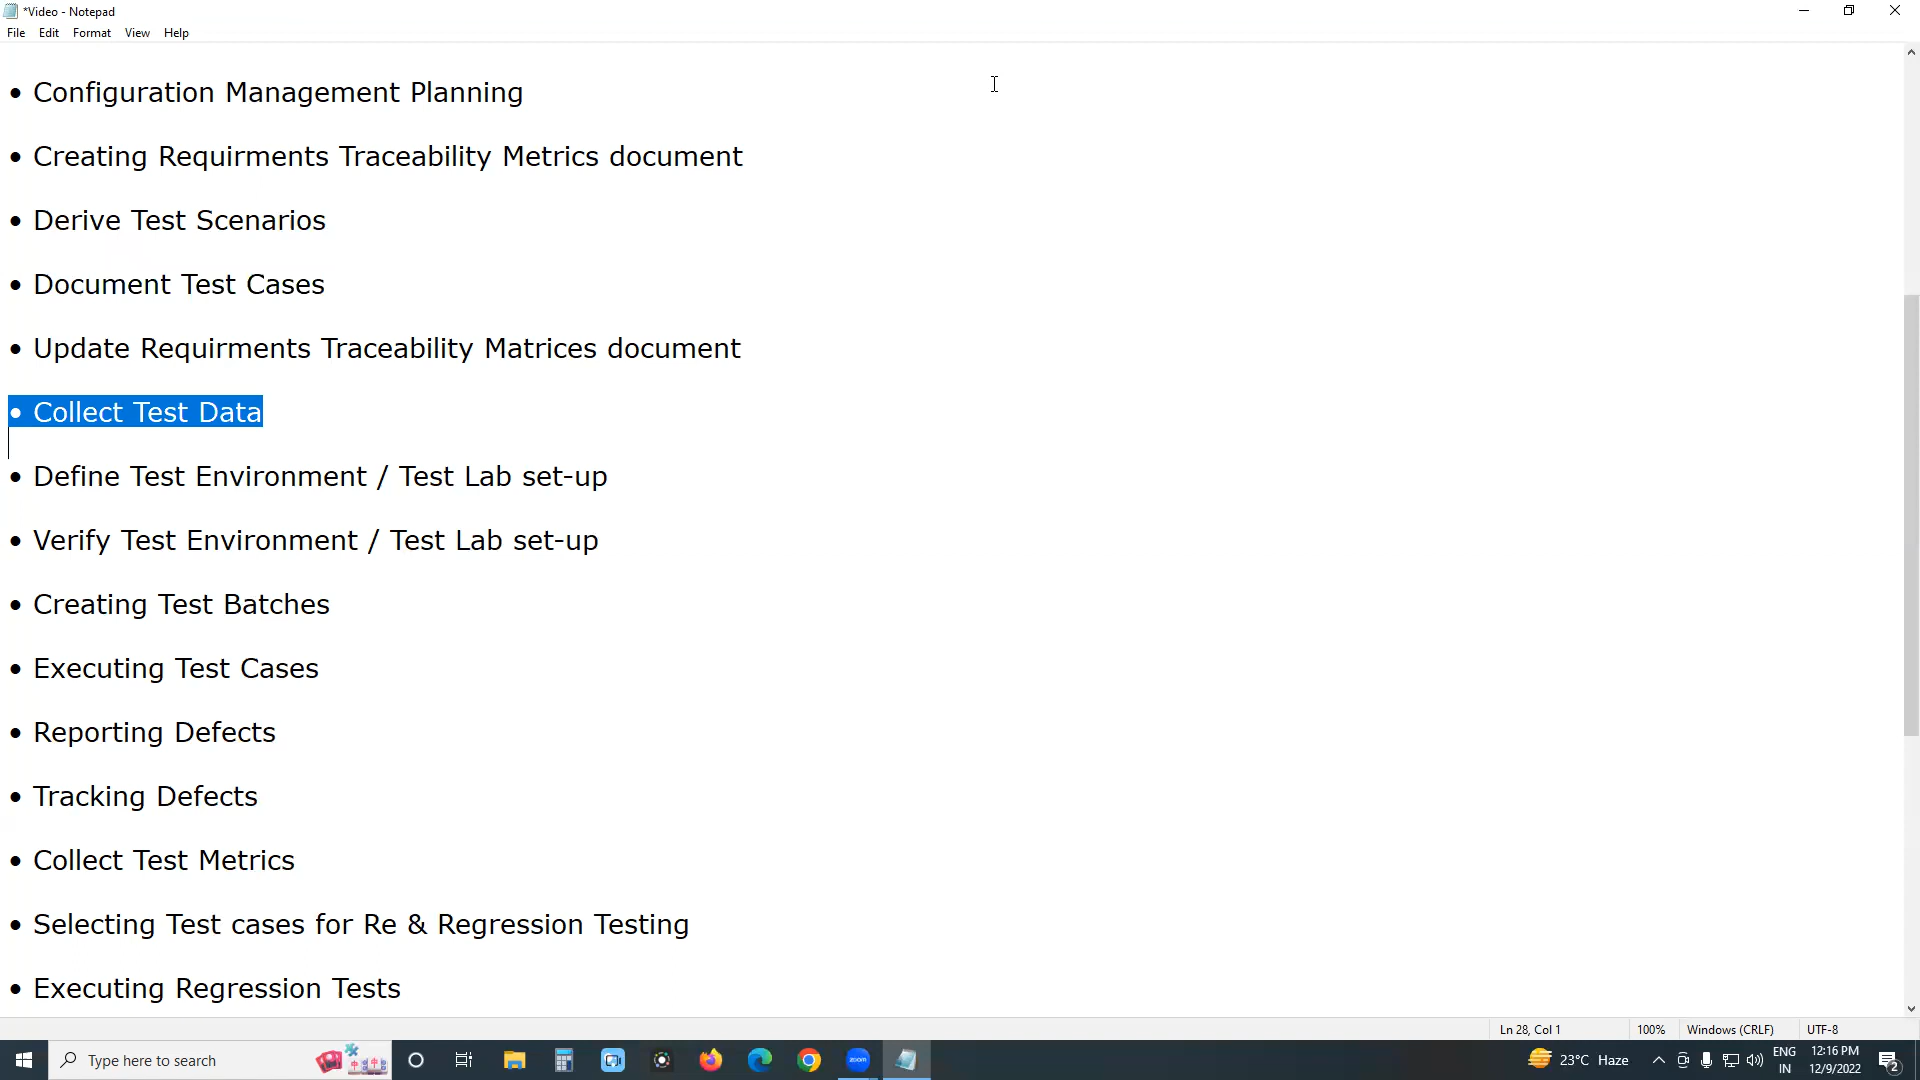 *Video - Notepad
File Edit Format View Help
• Configuration Management Planning
• Creating Requirments Traceability Metrics document
• Derive Test Scenarios
• Document Test Cases
• Update Requirments Traceability Matrices document
• Collect Test Data
• Define Test Environment / Test Lab set-up
• Verify Test Environment / Test Lab set-up
• Creating Test Batches
• Executing Test Cases
• Reporting Defects
• Tracking Defects
• Collect Test Metrics
• Selecting Test cases for Re & Regression Testing
• Executing Regression Tests
Ln 28, Col 1 100% Windows (CRLF) UTF-8
Type here to search zoom 23°C Haze ENG IN 12:16 PM 12/9/2022 2